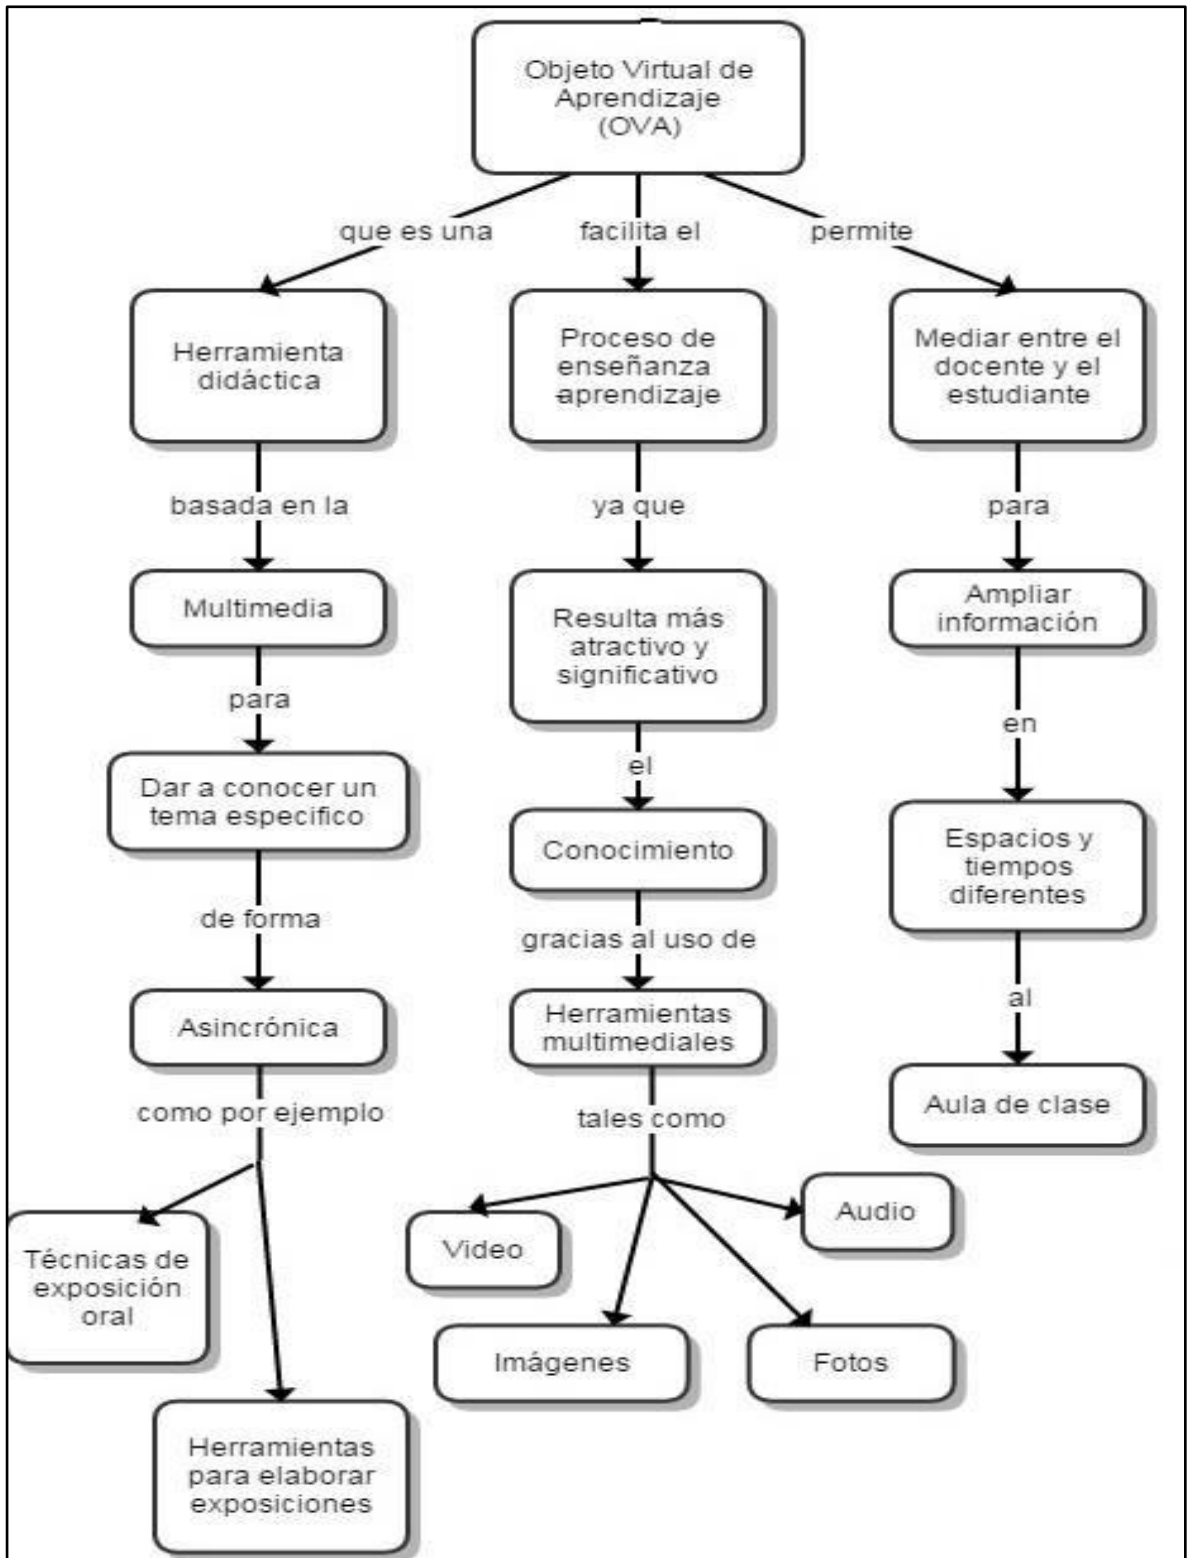 Objeto Virtual de
Aprendizaje
(OVA)
que es una
facilita el
permite
Herramienta
didáctica
Proceso de
enseñanza
-aprendizaje
Mediar entre el
docente y el
estudiante
basada en la
ya que
para
Multimedia
Resulta más
atractivo y
significativo
Ampliar
información
para
el
en
Dar a conocer un
tema especifico
Conocimiento
Espacios y
tiempos
diferentes
de forma
gracias al uso de
al
Asincrónica
Herramientas
multimediales
Aula de clase
como por ejemplo
tales como
Técnicas de
exposición
oral
Video
Audio
Imágenes
Fotos
Herramientas
para elaborar
exposiciones